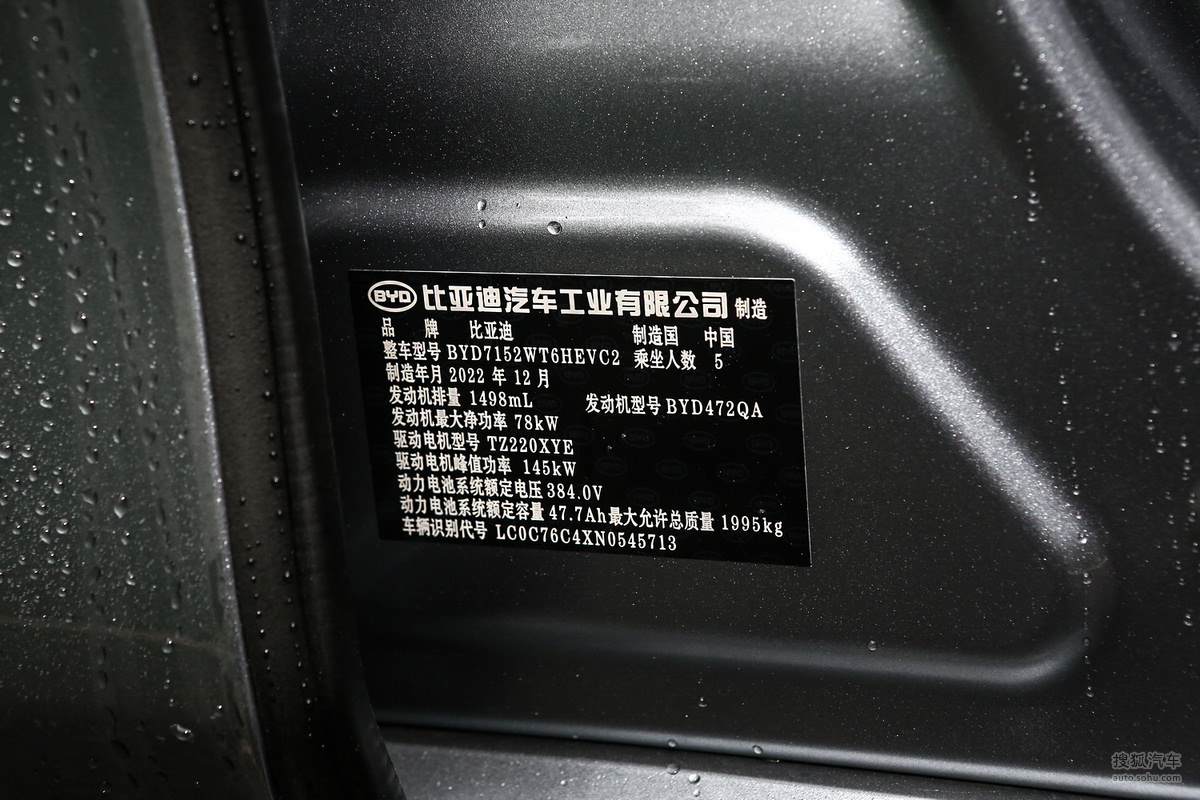 BYD 比亚迪汽车工业有限公司 制造
品 牌 比亚迪 制造国 中国
整车型号 BYD7152WT6HEVC2 乘坐人数 5
制造年月 2022 年 12 月
发动机排量 1498mL 发动机型号 BYD472QA
发动机最大净功率 78kW
驱动电机型号 TZ220XYE
驱动电机峰值功率 145kW
动力电池系统额定电压 384.0V
动力电池系统额定容量 47.7Ah 最大允许总质量 1995kg
车辆识别代号 LC0C76C4XN0545713
搜狐汽车
auto.sohu.com